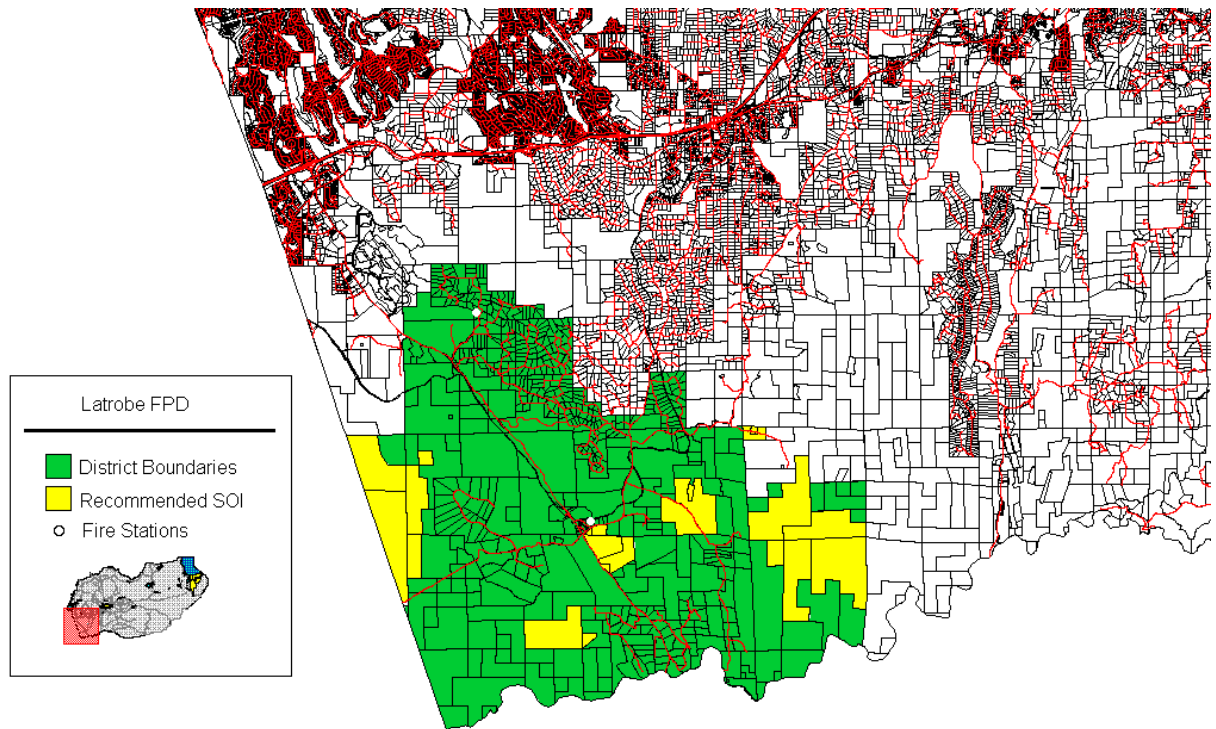 Latrobe FPD
District Boundaries
Recommended SOI
Fire Stations